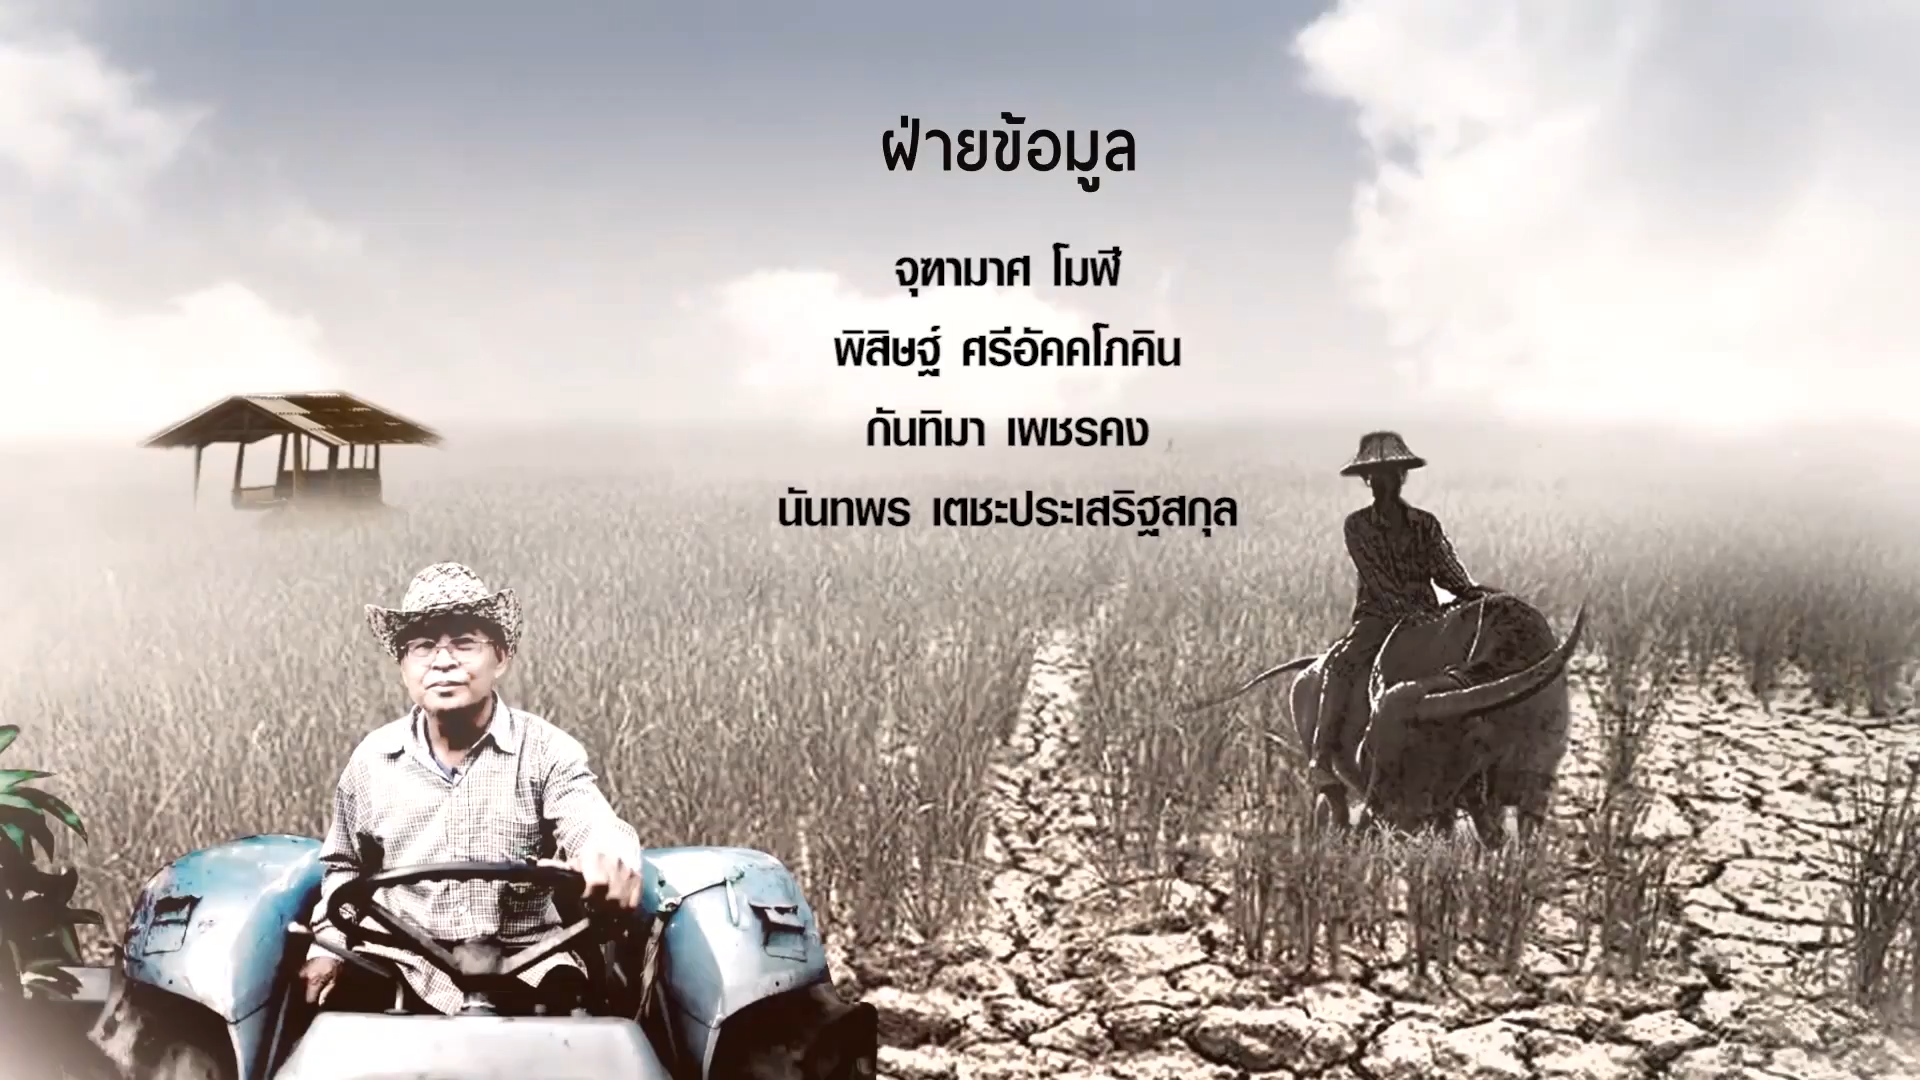 ฝ่ายข้อมูล
จุฑามาศ โมฬี
พิสิษฐ์ ศรีอัคคโภคิน
กันทิมา เพชรคง
นันทพร เตชะประเสริฐสกุล